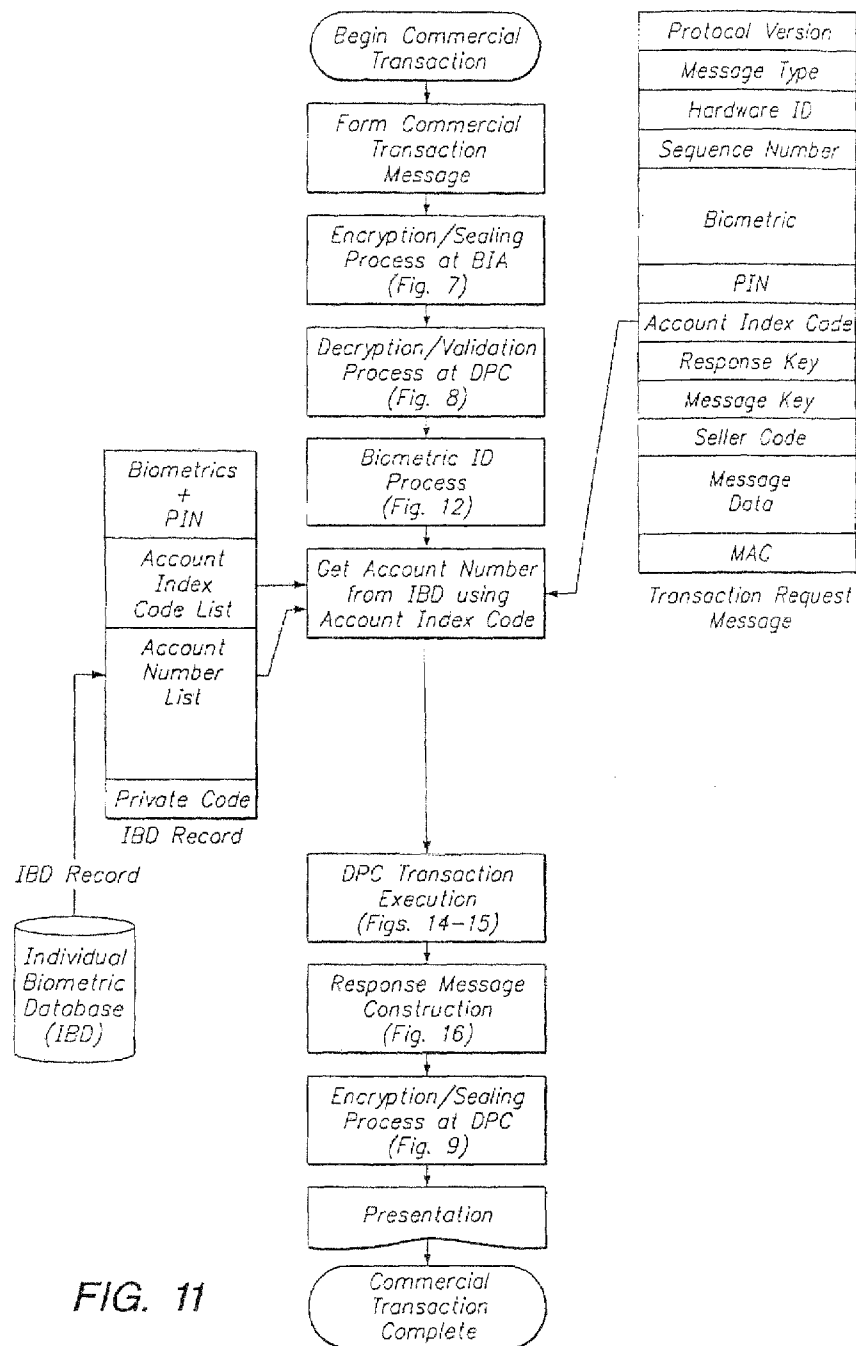 Begin Commercial
Transaction
Form Commercial
Transaction
Message
Encryption/Sealing
Process at BIA
(Fig. 7)
Decryption/Validation
Process at DPC
(Fig. 8)
Biometric ID
Process
(Fig. 12)
Get Account Number
from IBD using
Account Index Code
DPC Transaction
Execution
(Figs. 14-15)
Response Message
Construction
(Fig. 16)
Encryption/Sealing
Process at DPC
(Fig. 9)
Presentation
Commercial
Transaction
Complete
Biometrics
+
PIN
Account
Index
Code List
Account
Number
List
Private Code
IBD Record
IBD Record
Individual
Biometric
Database
(IBD)
Protocol Version
Message Type
Hardware ID
Sequence Number
Biometric
PIN
Account Index Code
Response Key
Message Key
Seller Code
Message
Data
MAC
Transaction Request
Message
FIG. 11